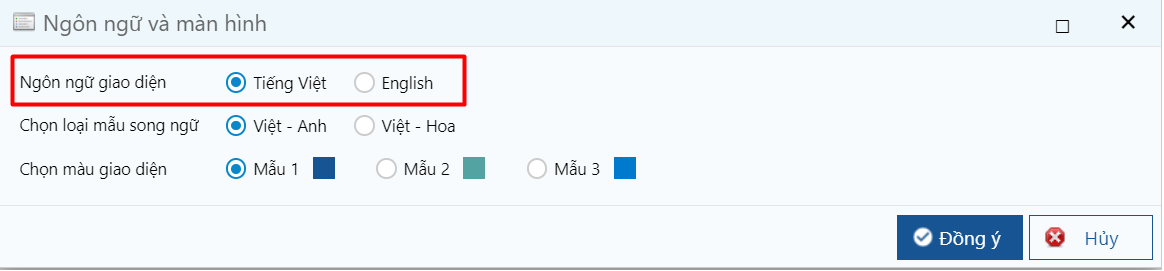 Ngôn ngữ và màn hình
Ngôn ngữ giao diện Tiếng Việt English
Chọn loại mẫu song ngữ Việt - Anh Việt - Hoa
Chọn màu giao diện Mẫu 1 Mẫu 2 Mẫu 3
Đồng ý Hủy